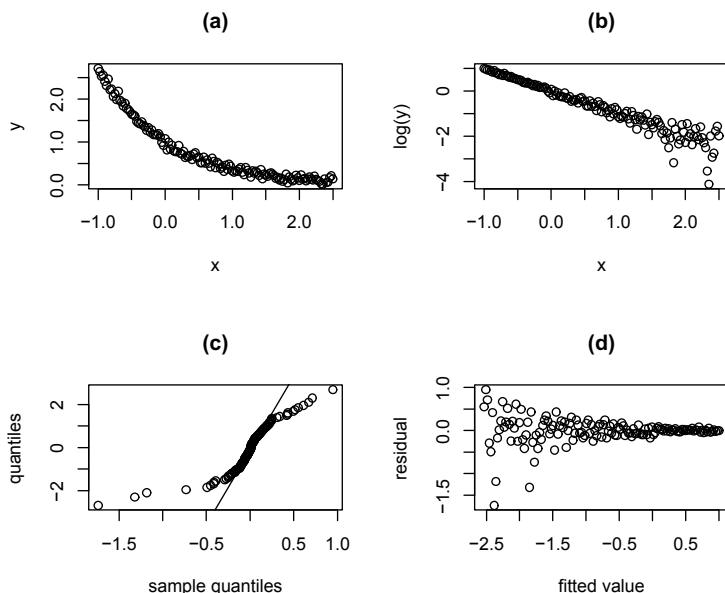 (a)
y
2.0
1.0
0.0
−1.0 0.0 1.0 2.0
x
(b)
log(y)
0
−2
−4
−1.0 0.0 1.0 2.0
x
(c)
quantiles
2
0
−2
−1.5 −0.5 0.5 1.0
sample quantiles
(d)
residual
1.0
0.0
−1.5
−2.5 −1.5 −0.5 0.5
fitted value